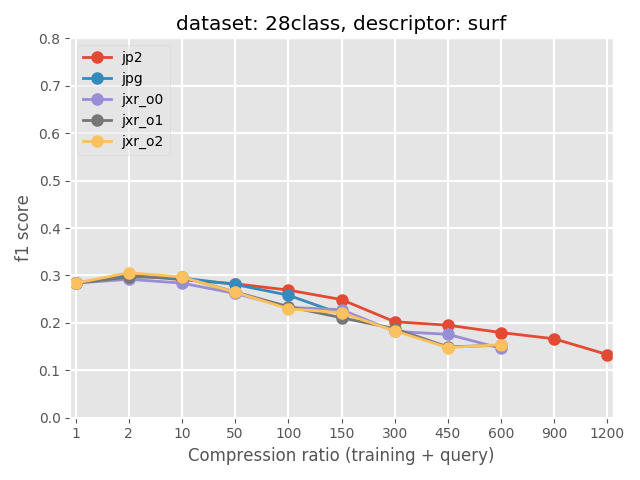 dataset: 28class, descriptor: surf
0.8
0.7
0.6
0.5
0.4
0.3
0.2
0.1
0.0
f1 score
jp2
jpg
jxr_o0
jxr_o1
jxr_o2
1 2 10 50 100 150 300 450 600 900 1200
Compression ratio (training + query)